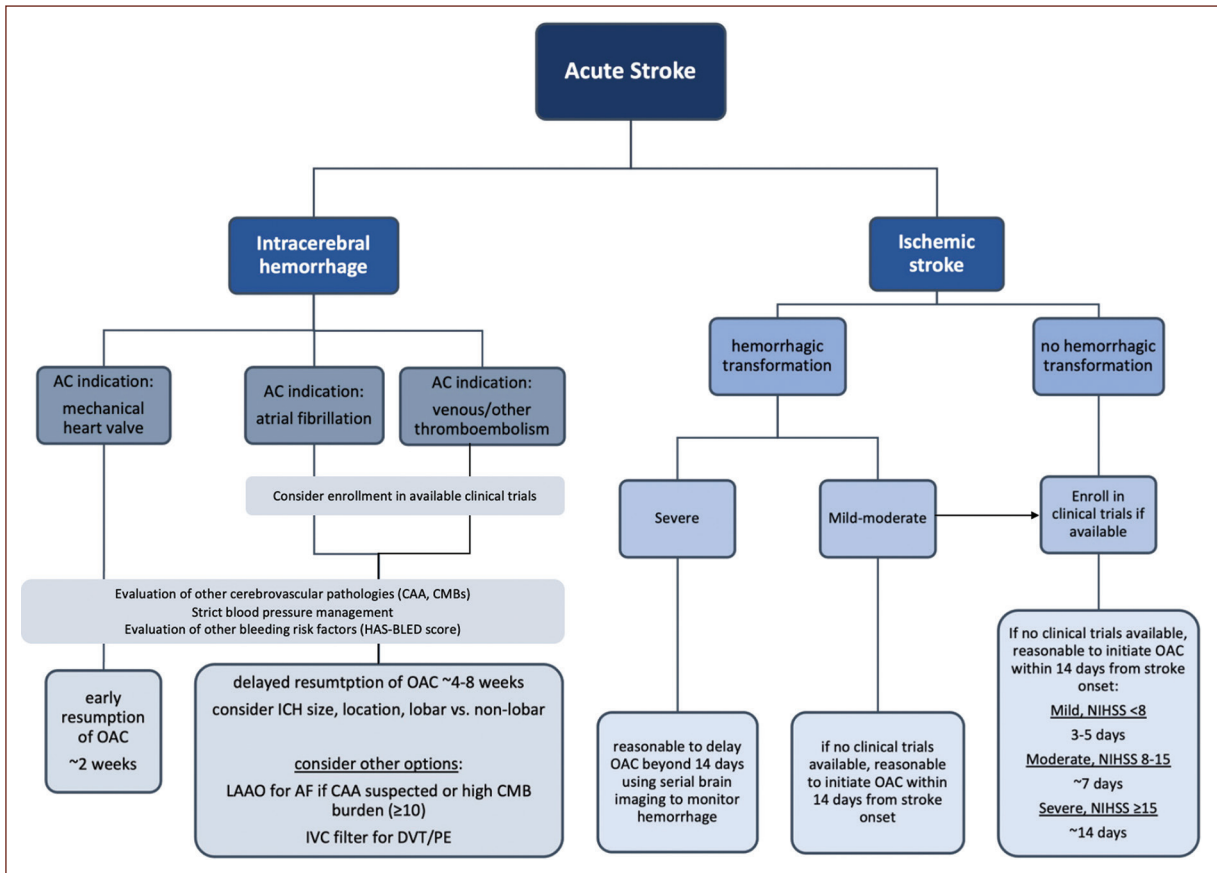 Acute Stroke
Intracerebral
hemorrhage
Ischemic
stroke
AC indication:
mechanical
heart valve
AC indication:
atrial fibrillation
AC indication:
venous/other
thromboembolism
Consider enrollment in available clinical trials
Evaluation of other cerebrovascular pathologies (CAA, CMBs)
Strict blood pressure management
Evaluation of other bleeding risk factors (HAS-BLED score)
early
resumption
of OAC
~2 weeks
delayed resumtption of OAC ~4-8 weeks
consider ICH size, location, lobar vs. non-lobar
consider other options:
LAAO for AF if CAA suspected or high CMB
burden (≥10)
IVC filter for DVT/PE
hemorrhagic
transformation
no hemorrhagic
transformation
Severe
Mild-moderate
Enroll in
clinical trials if
available
reasonable to delay
OAC beyond 14 days
using serial brain
imaging to monitor
hemorrhage
if no clinical trials
available, reasonable
to initiate OAC within
14 days from stroke
onset
If no clinical trials available,
reasonable to initiate OAC
within 14 days from stroke
onset:
Mild, NIHSS <8
3-5 days
Moderate, NIHSS 8-15
~7 days
Severe, NIHSS ≥15
~14 days